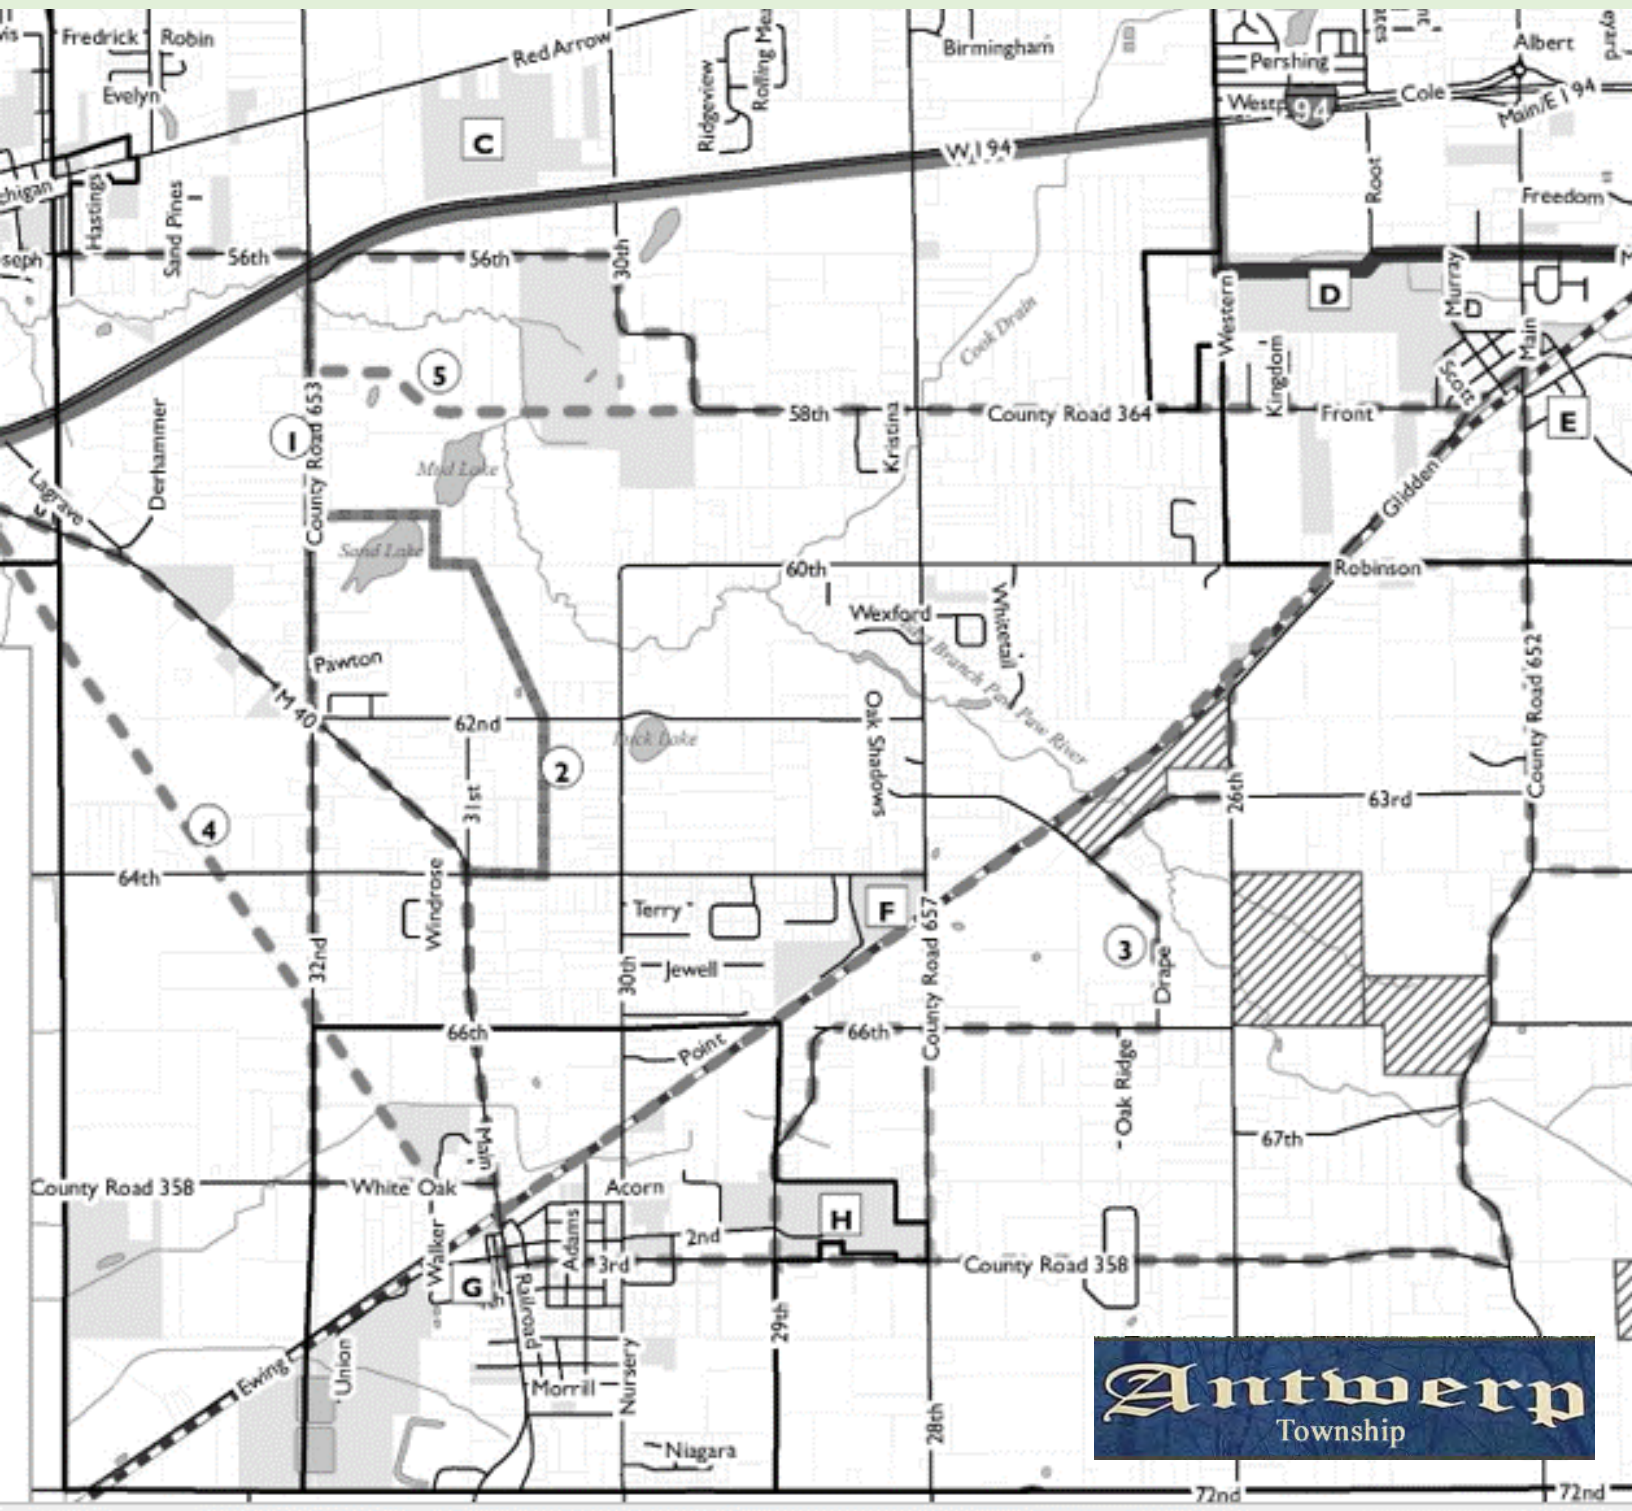 Fredrick
Robin
Evelyn
Red Arrow
Ridgeview
Birmingham
Pershing
Albert
Cole
Main/E I 94
94
C
W I 94
Hastings
Sand Pines
Root
Freedom
56th
56th
30th
D
Murray
Western
Main
Cook Drain
Kingdom
Scott
5
1
County Road 653
58th
Kristina
County Road 364
Front
E
Derhammer
Lagrave
Mud Lake
Sand Lake
Glidden
60th
Robinson
Wexford
Whitetail
Pawton
M 40
62nd
Oak Shadows
County Road 652
2
31st
26th
63rd
4
64th
Windrose
Terry
F
Jewell
30th
32nd
County Road 657
3
Drape
66th
66th
Point
Oak Ridge
Main
67th
County Road 358
White Oak
Acorn
Walker
Adams
2nd
H
3rd
County Road 358
G
Railroad
29th
Ewing
Union
Morrill
Nursery
Niagara
28th
Antwerp
Township
72nd
72nd